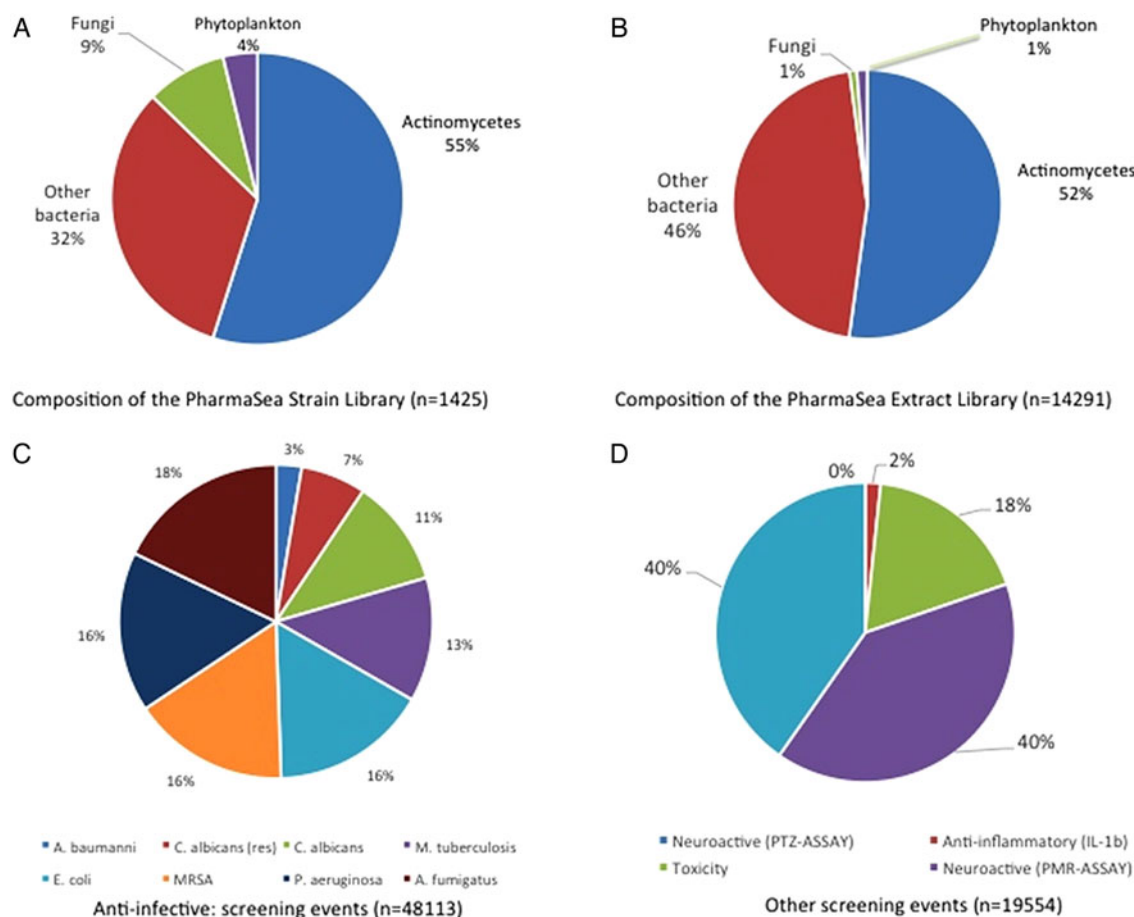 A
Fungi
9%
Phytoplankton
4%
Actinomycetes
55%
Other
bacteria
32%
Composition of the PharmaSea Strain Library (n=1425)
B
Fungi
1%
Phytoplankton
1%
Actinomycetes
52%
Other
bacteria
46%
Composition of the PharmaSea Extract Library (n=14291)
C
3%
7%
11%
13%
16%
16%
16%
18%
A. baumanni C. albicans (res) C. albicans M. tuberculosis
E. coli MRSA P. aeruginosa A. fumigatus
Anti-infective: screening events (n=48113)
D
0%
2%
18%
40%
40%
Neuroactive (PTZ-ASSAY) Anti-inflammatory (IL-1b)
Toxicity Neuroactive (PMR-ASSAY)
Other screening events (n=19554)